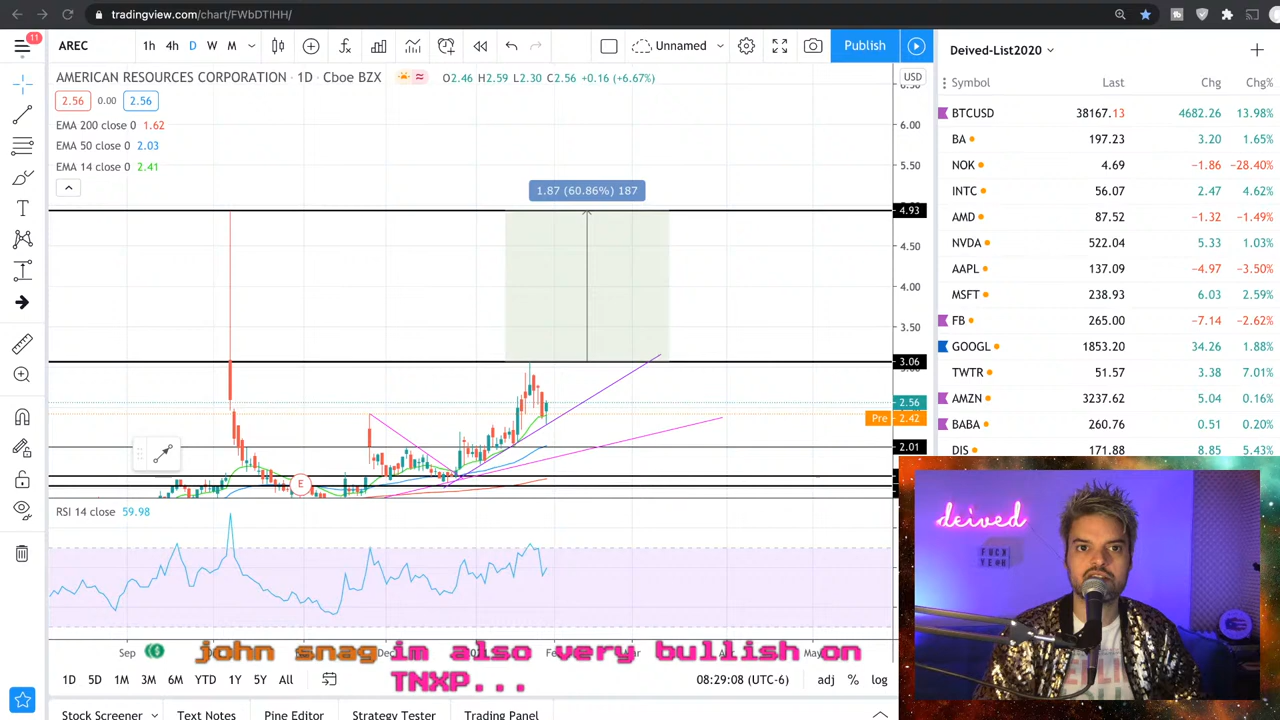 tradingview.com/chart/FWbDTlHH/
11
AREC
1h 4h D W M
Unnamed
Publish
AMERICAN RESOURCES CORPORATION · 1D · Cboe BZX
O2.46 H2.59 L2.30 C2.56 +0.16 (+6.67%)
2.56 0.00 2.56
EMA 200 close 0 1.62
EMA 50 close 0 2.03
EMA 14 close 0 2.41
USD
6.00
5.50
1.87 (60.86%) 187
4.93
4.50
4.00
3.50
3.06
2.56
Pre 2.42
2.01
E
RSI 14 close 59.98
Sep
Dec
2021
May
john snag im also very bullish on
TNXP...
1D 5D 1M 3M 6M YTD 1Y 5Y All
08:29:08 (UTC-6)
adj % log
Stock Screener
Text Notes
Pine Editor
Strategy Tester
Trading Panel
Deived-List2020
Symbol Last Chg Chg%
BTCUSD 38167.13 4682.26 13.98%
BA 197.23 3.20 1.65%
NOK 4.69 −1.86 −28.40%
INTC 56.07 2.47 4.62%
AMD 87.52 −1.32 −1.49%
NVDA 522.04 5.33 1.03%
AAPL 137.09 −4.97 −3.50%
MSFT 238.93 6.03 2.59%
FB 265.00 −7.14 −2.62%
GOOGL 1853.20 34.26 1.88%
TWTR 51.57 3.38 7.01%
AMZN 3237.62 5.04 0.16%
BABA 260.76 0.51 0.20%
DIS 171.88 8.85 5.43%
deived
FUCK
YEAH